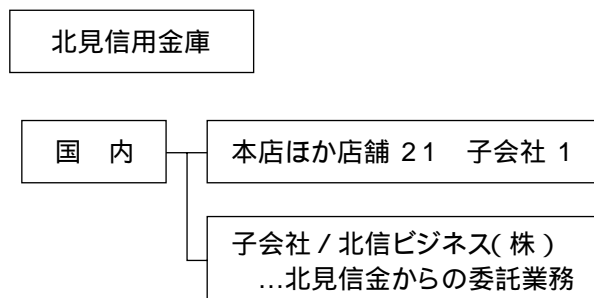 北見信用金庫
国　内
本店ほか店舗 21　子会社 1
子会社 / 北信ビジネス(株)
…北見信金からの委託業務